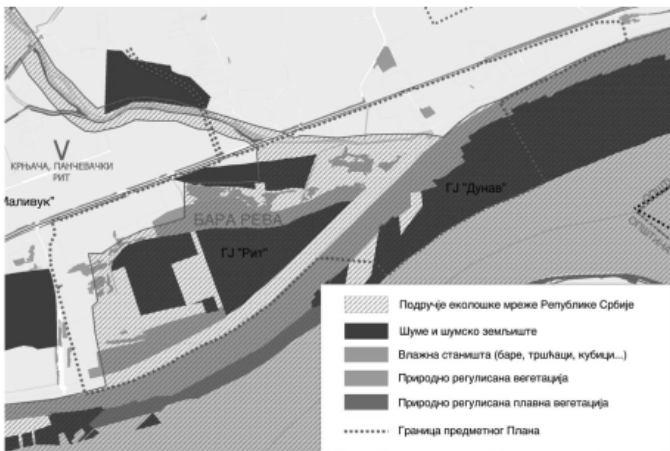 V
КРЊАЧА, ПАНЧЕВАЧКИ
РИТ
Маливук"
БАРА РЕВА
ГЈ "Рит"
ГЈ "Дунав"
Подручје еколошке мреже Републике Србије
Шуме и шумско земљиште
Влажна станишта (баре, тршћаци, кубици...)
Природно регулисана вегетација
Природно регулисана плавна вегетација
Граница предметног Плана